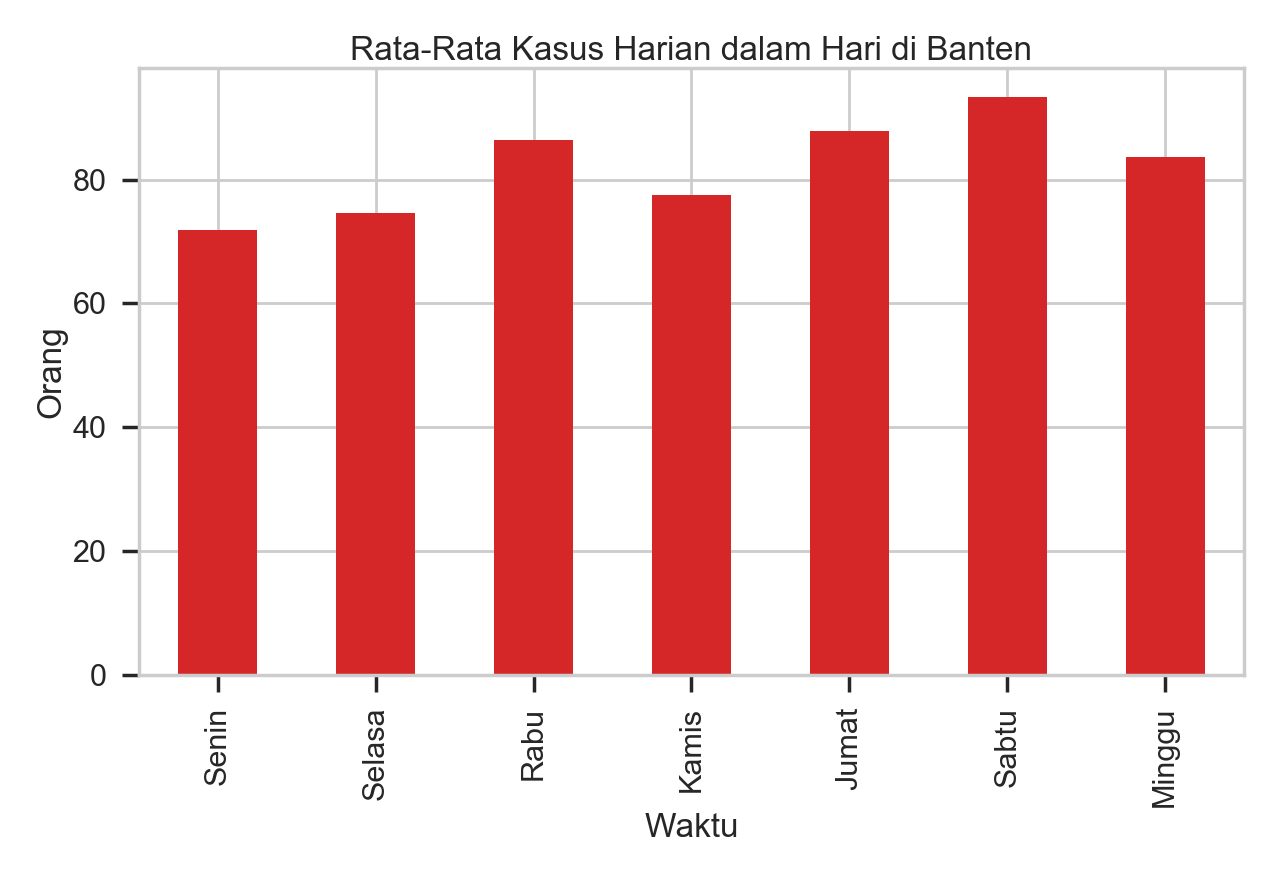 Rata-Rata Kasus Harian dalam Hari di Banten
80
60
40
20
0
Orang
Senin
Selasa
Rabu
Kamis
Jumat
Sabtu
Minggu
Waktu